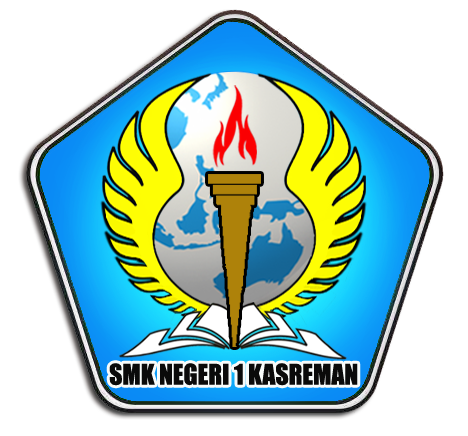 SMK NEGERI 1 KASREMAN